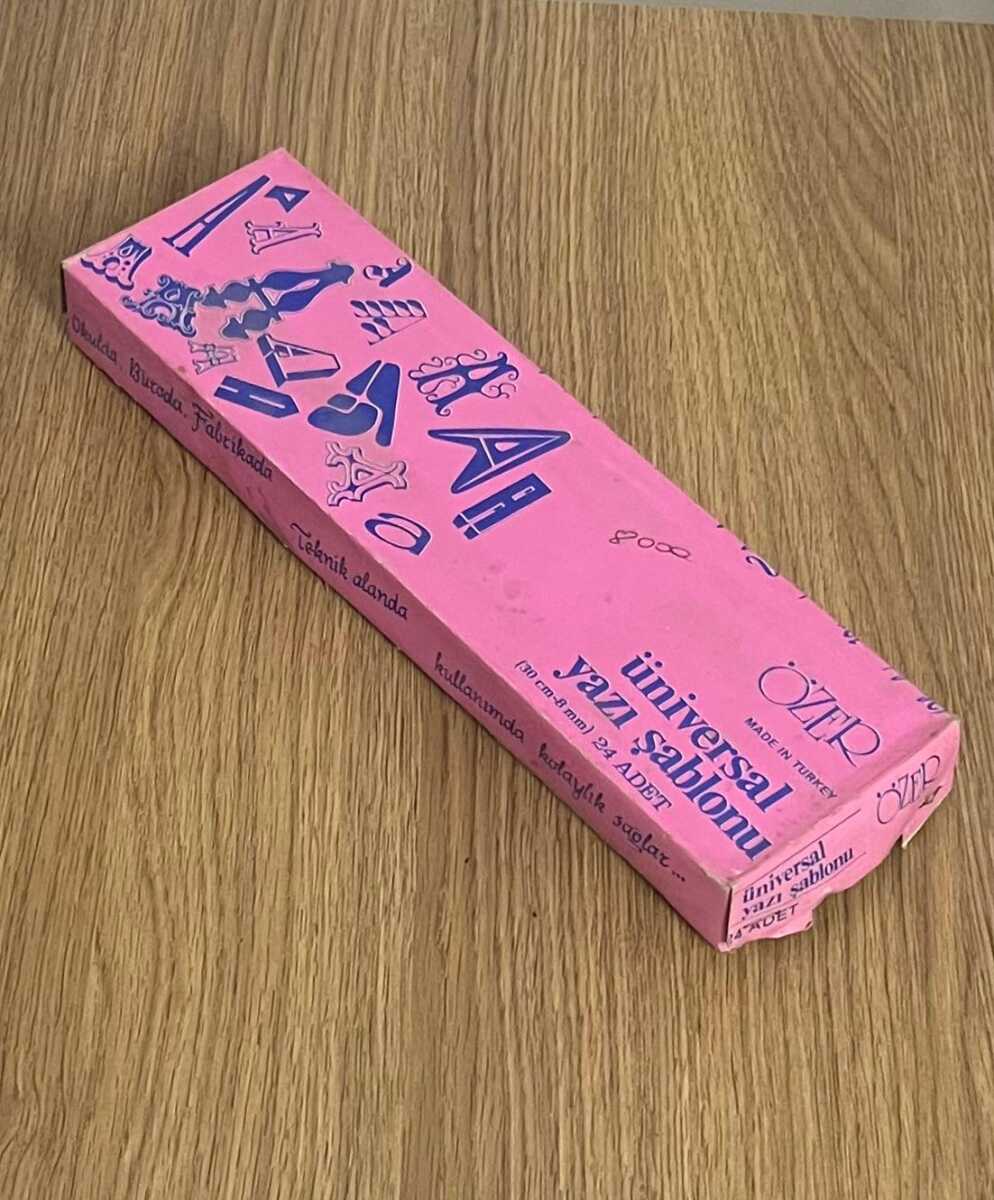 8000
ÖZER
MADE IN TURKEY
üniversal
yazı şablonu
(30 cm-8 mm) 24 ADET
Okulda, Büroda, Fabrikada Teknik alanda kullanımda kolaylık sağlar...
ÖZER
üniversal
yazı şablonu
24 ADET